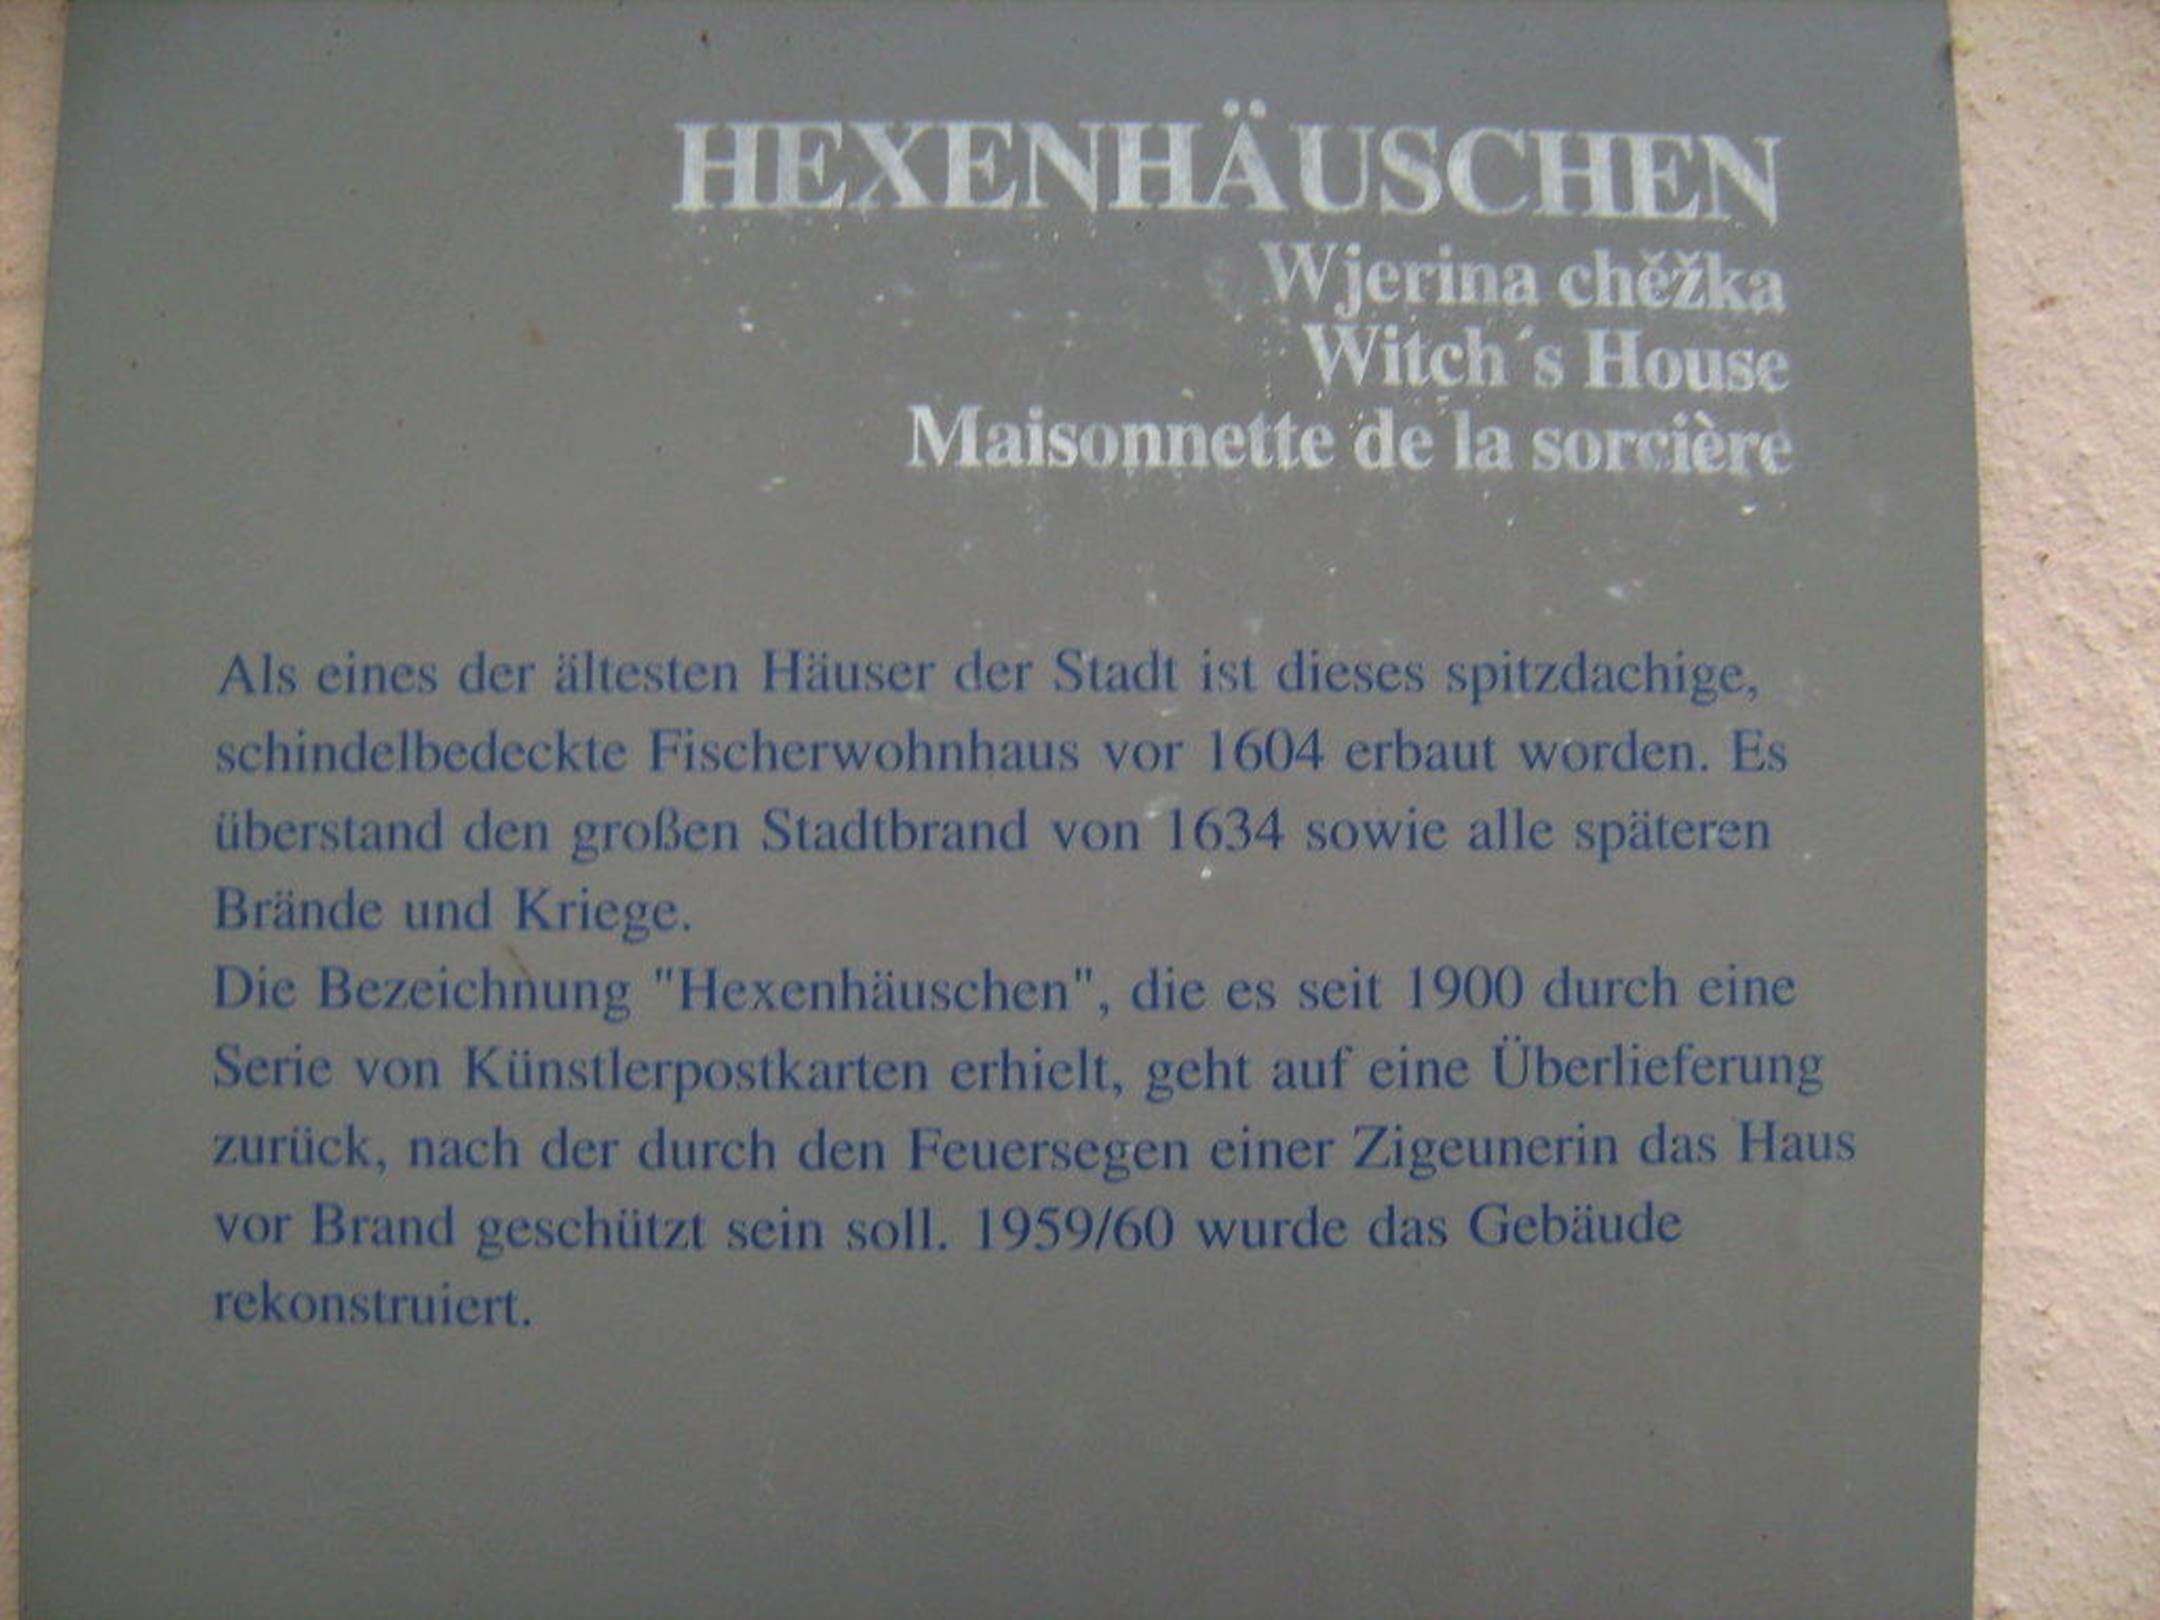 HEXENHÄUSCHEN
Wjerina chěžka
Witch´s House
Maisonnette de la sorcière
Als eines der ältesten Häuser der Stadt ist dieses spitzdachige,
schindelbedeckte Fischerwohnhaus vor 1604 erbaut worden. Es
überstand den großen Stadtbrand von 1634 sowie alle späteren
Brände und Kriege.
Die Bezeichnung "Hexenhäuschen", die es seit 1900 durch eine
Serie von Künstlerpostkarten erhielt, geht auf eine Überlieferung
zurück, nach der durch den Feuersegen einer Zigeunerin das Haus
vor Brand geschützt sein soll. 1959/60 wurde das Gebäude
rekonstruiert.